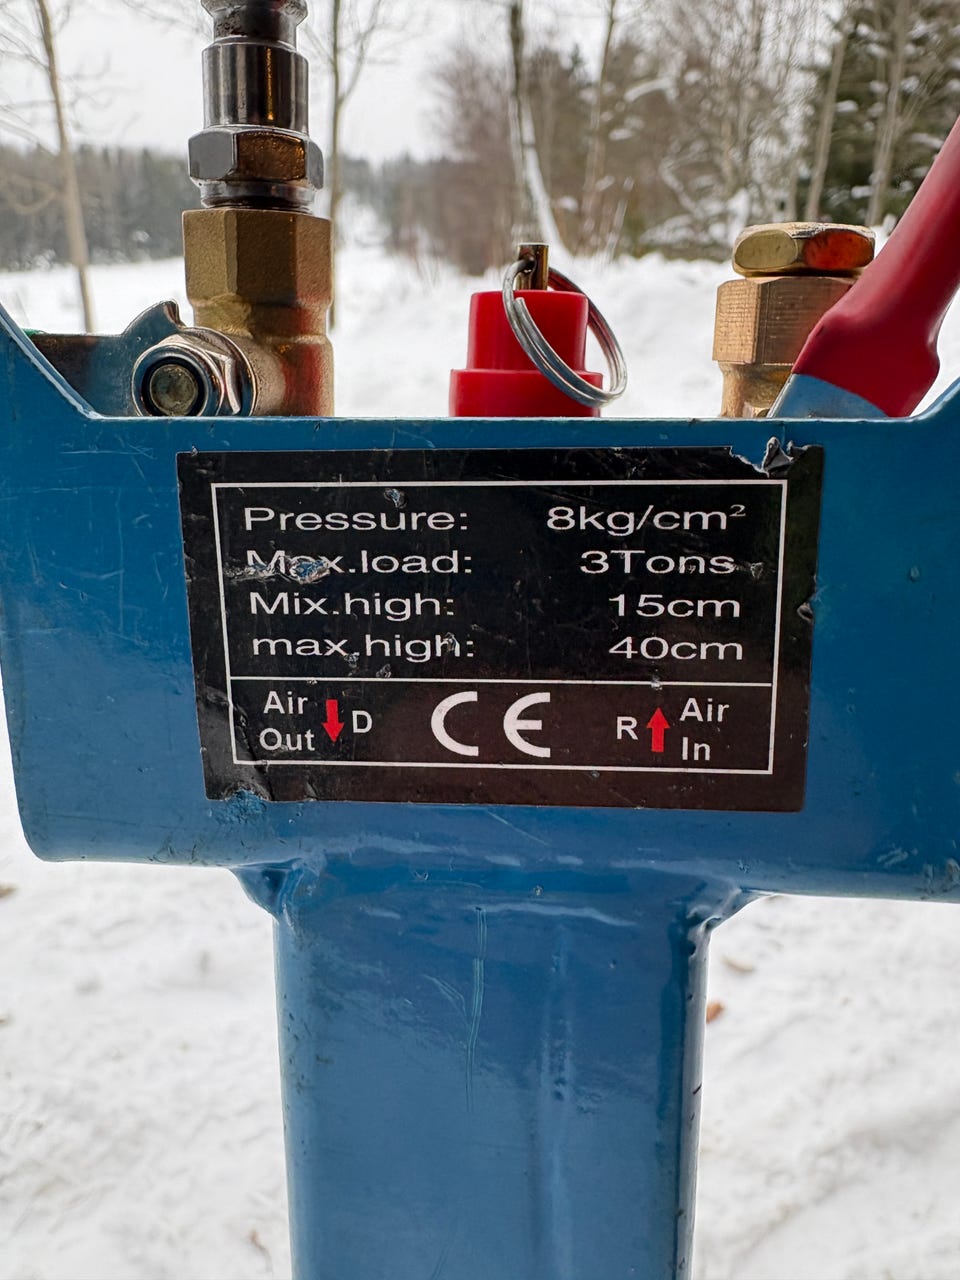 Pressure: 8kg/cm²
Max.load: 3Tons
Mix.high: 15cm
max.high: 40cm
Air Out D
CE
R Air In